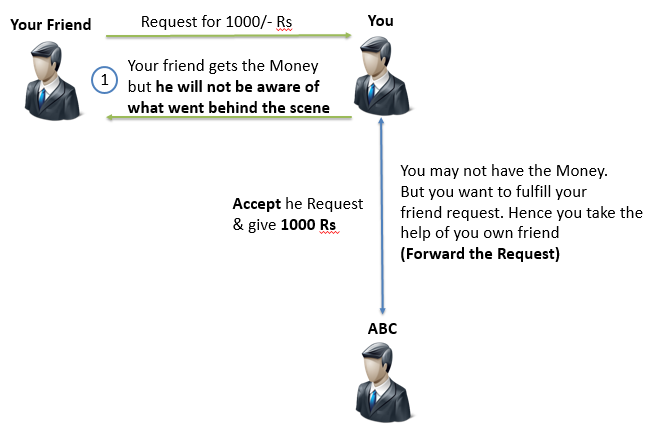 Your Friend
Request for 1000/- Rs
You
1
Your friend gets the Money
but he will not be aware of
what went behind the scene
You may not have the Money.
But you want to fulfill your
friend request. Hence you take the
help of you own friend
(Forward the Request)
Accept he Request
& give 1000 Rs
ABC